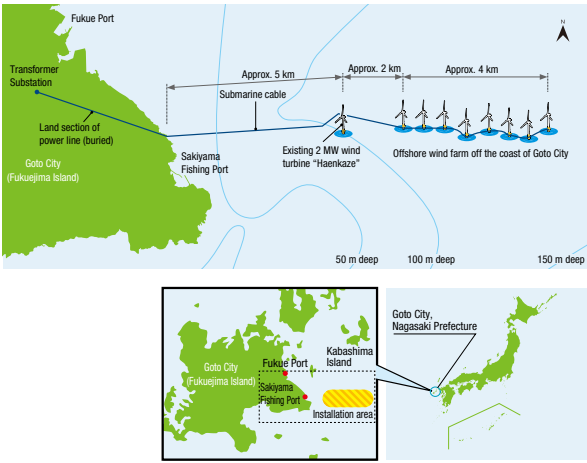 Fukue Port
N
Transformer
Substation
Approx. 5 km
Approx. 2 km
Approx. 4 km
Submarine cable
Land section of
power line (buried)
Sakiyama
Fishing Port
Existing 2 MW wind
turbine “Haenkaze”
Offshore wind farm off the coast of Goto City
Goto City
(Fukuejima Island)
50 m deep
100 m deep
150 m deep
Goto City,
Nagasaki Prefecture
Kabashima
Island
Fukue Port
Goto City
(Fukuejima Island)
Sakiyama
Fishing Port
Installation area